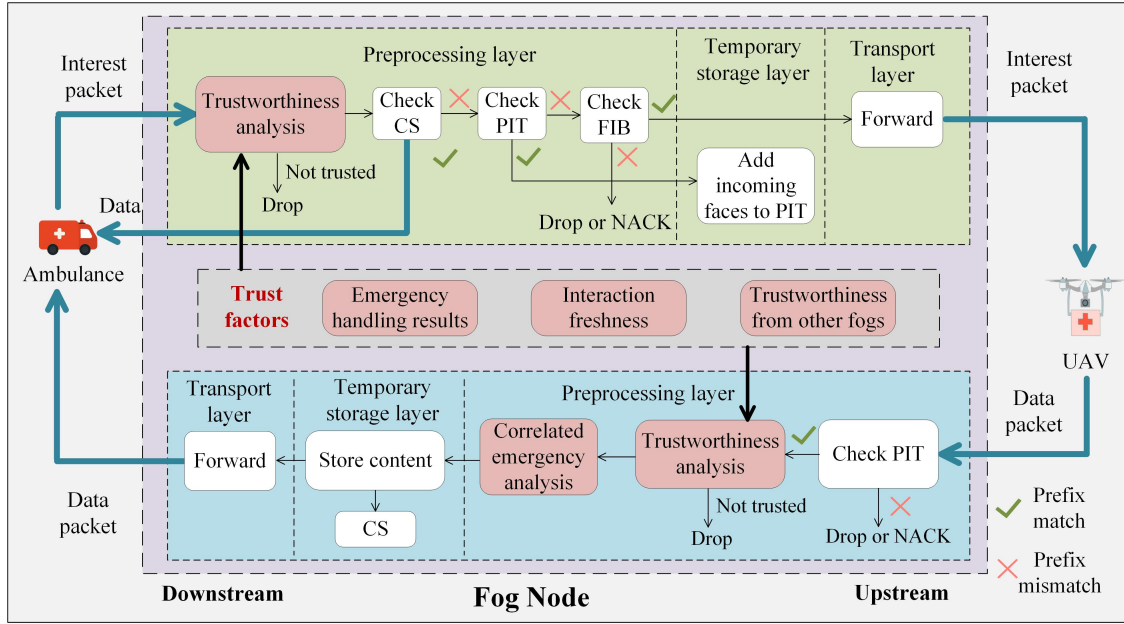 Interest
packet
Preprocessing layer
Temporary
storage layer
Transport
layer
Interest
packet
Trustworthiness
analysis
Check
CS
Check
PIT
Check
FIB
Forward
Not trusted
Drop
Drop or NACK
Add
incoming
faces to PIT
Data
Ambulance
Trust
factors
Emergency
handling results
Interaction
freshness
Trustworthiness
from other fogs
UAV
Transport
layer
Temporary
storage layer
Preprocessing layer
Data
packet
Forward
Store content
Correlated
emergency
analysis
Trustworthiness
analysis
Check PIT
CS
Not trusted
Drop
Drop or NACK
Data
packet
Prefix
match
Prefix
mismatch
Downstream
Fog Node
Upstream